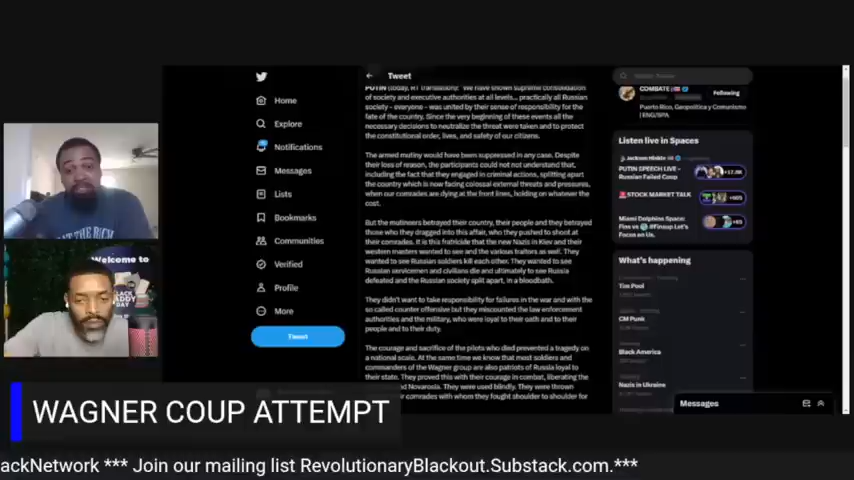 Tweet
COMBATE
Following
Puerto Rico, Geopolitica y Comunismo
| ENG/SPA
Home
Explore
Notifications
Messages
Lists
Bookmarks
Communities
Verified
Profile
More
Tweet
PUTIN (today, RT translation): "We have shown supreme consolidation
of society and executive authorities at all levels... practically all Russian
society - everyone - was united by their sense of responsibility for the
fate of the country. Since the very beginning of these events all the
necessary decisions to neutralize the threat were taken and to protect
the constitutional order, lives, and safety of our citizens.
The armed mutiny would have been suppressed in any case. Despite
their loss of reason, the participants could not not understand that,
including the fact that they engaged in criminal actions, splitting apart
the country which is now facing colossal external threats and pressures,
when our comrades are dying at the front lines, holding on whatever the
cost.
But the mutineers betrayed their country, their people and they betrayed
those who they dragged into this affair, who they pushed to shoot at
their comrades. It is this fratricide that the new Nazis in Kiev and their
western masters wanted to see and the various traitors as well. They
wanted to see Russian soldiers kill each other. They wanted to see
Russian servicemen and civilians die and ultimately to see Russia
defeated and the Russian society split apart, in a bloodbath.
They didn't want to take responsibility for failures in the war and with the
so called counter offensive but they miscounted the law enforcement
authorities and the military, who were loyal to their oath and to their
people and to their duty.
The courage and sacrifice of the pilots who died prevented a tragedy on
a national scale. At the same time we know that most soldiers and
commanders of the Wagner group are also patriots of Russia loyal to
their state. They proved this with their courage in combat, liberating the
and Novarosia. They were used blindly. They were thrown
comrades with whom they fought shoulder to shoulder for
Listen live in Spaces
Jackson Hinkle
PUTIN SPEECH LIVE -
Russian Failed Coup
STOCK MARKET TALK
Miami Dolphins Space:
Fins vs #Finsup Let's
Focus on Us.
What's happening
Tim Pool
CM Punk
Black America
Nazis in Ukraine
Messages
WAGNER COUP ATTEMPT
ackNetwork *** Join our mailing list RevolutionaryBlackout.Substack.com.***